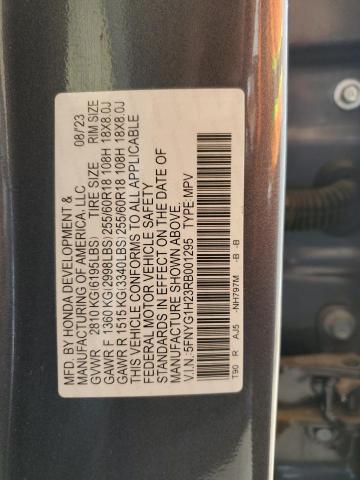 MFD. BY HONDA DEVELOPMENT & 08/'23
MANUFACTURING OF AMERICA, LLC.
GVWR 2810 KG(6195LBS) TIRE SIZE RIM SIZE
GAWR F 1360 KG(2998LBS) 255/60R18 108H 18X8.0J
GAWR R 1515 KG(3340LBS) 255/60R18 108H 18X8.0J
THIS VEHICLE CONFORMS TO ALL APPLICABLE
FEDERAL MOTOR VEHICLE SAFETY
STANDARDS IN EFFECT ON THE DATE OF
MANUFACTURE SHOWN ABOVE.
V.I.N.:5FNYG1H23RB001295 TYPE:MPV
T90 R AJ5 -NH797M -B -B